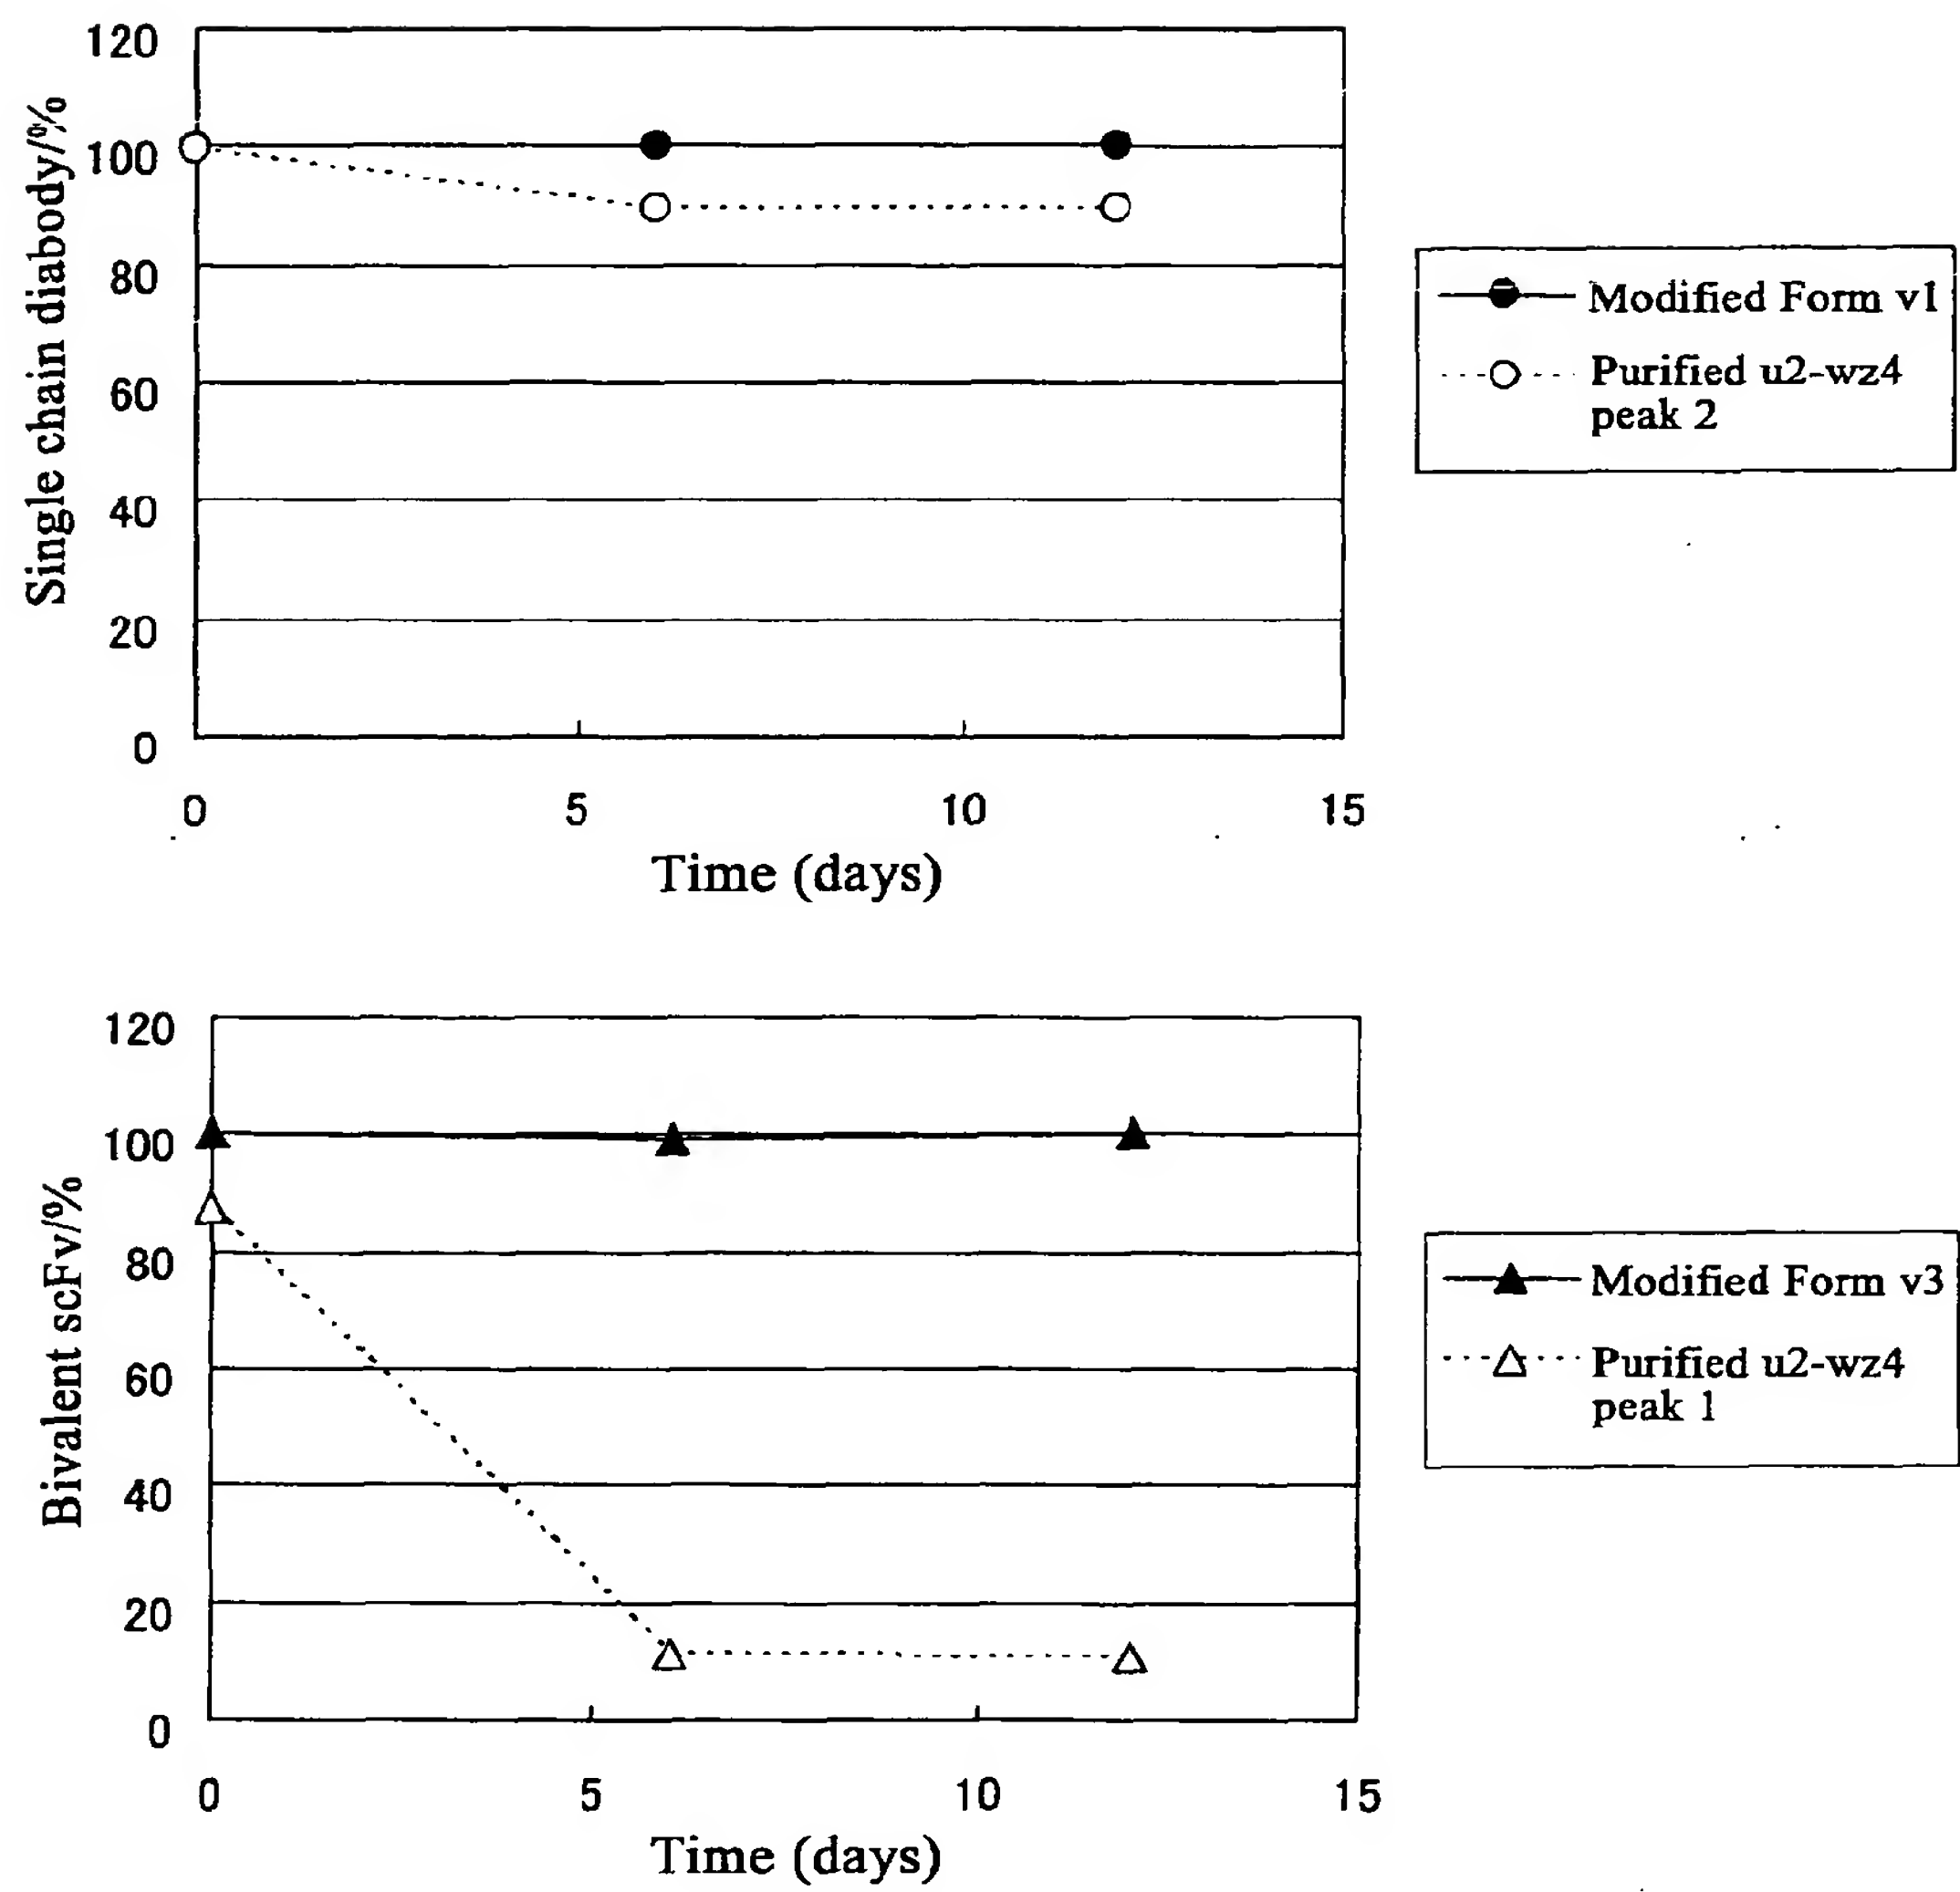 120
100
80
60
40
20
0
Single chain diabody/%
0 5 10 15
Time (days)
Modified Form v1
Purified u2-wz4
peak 2
120
100
80
60
40
20
0
Bivalent scFv/%
0 5 10 15
Time (days)
Modified Form v3
Purified u2-wz4
peak 1